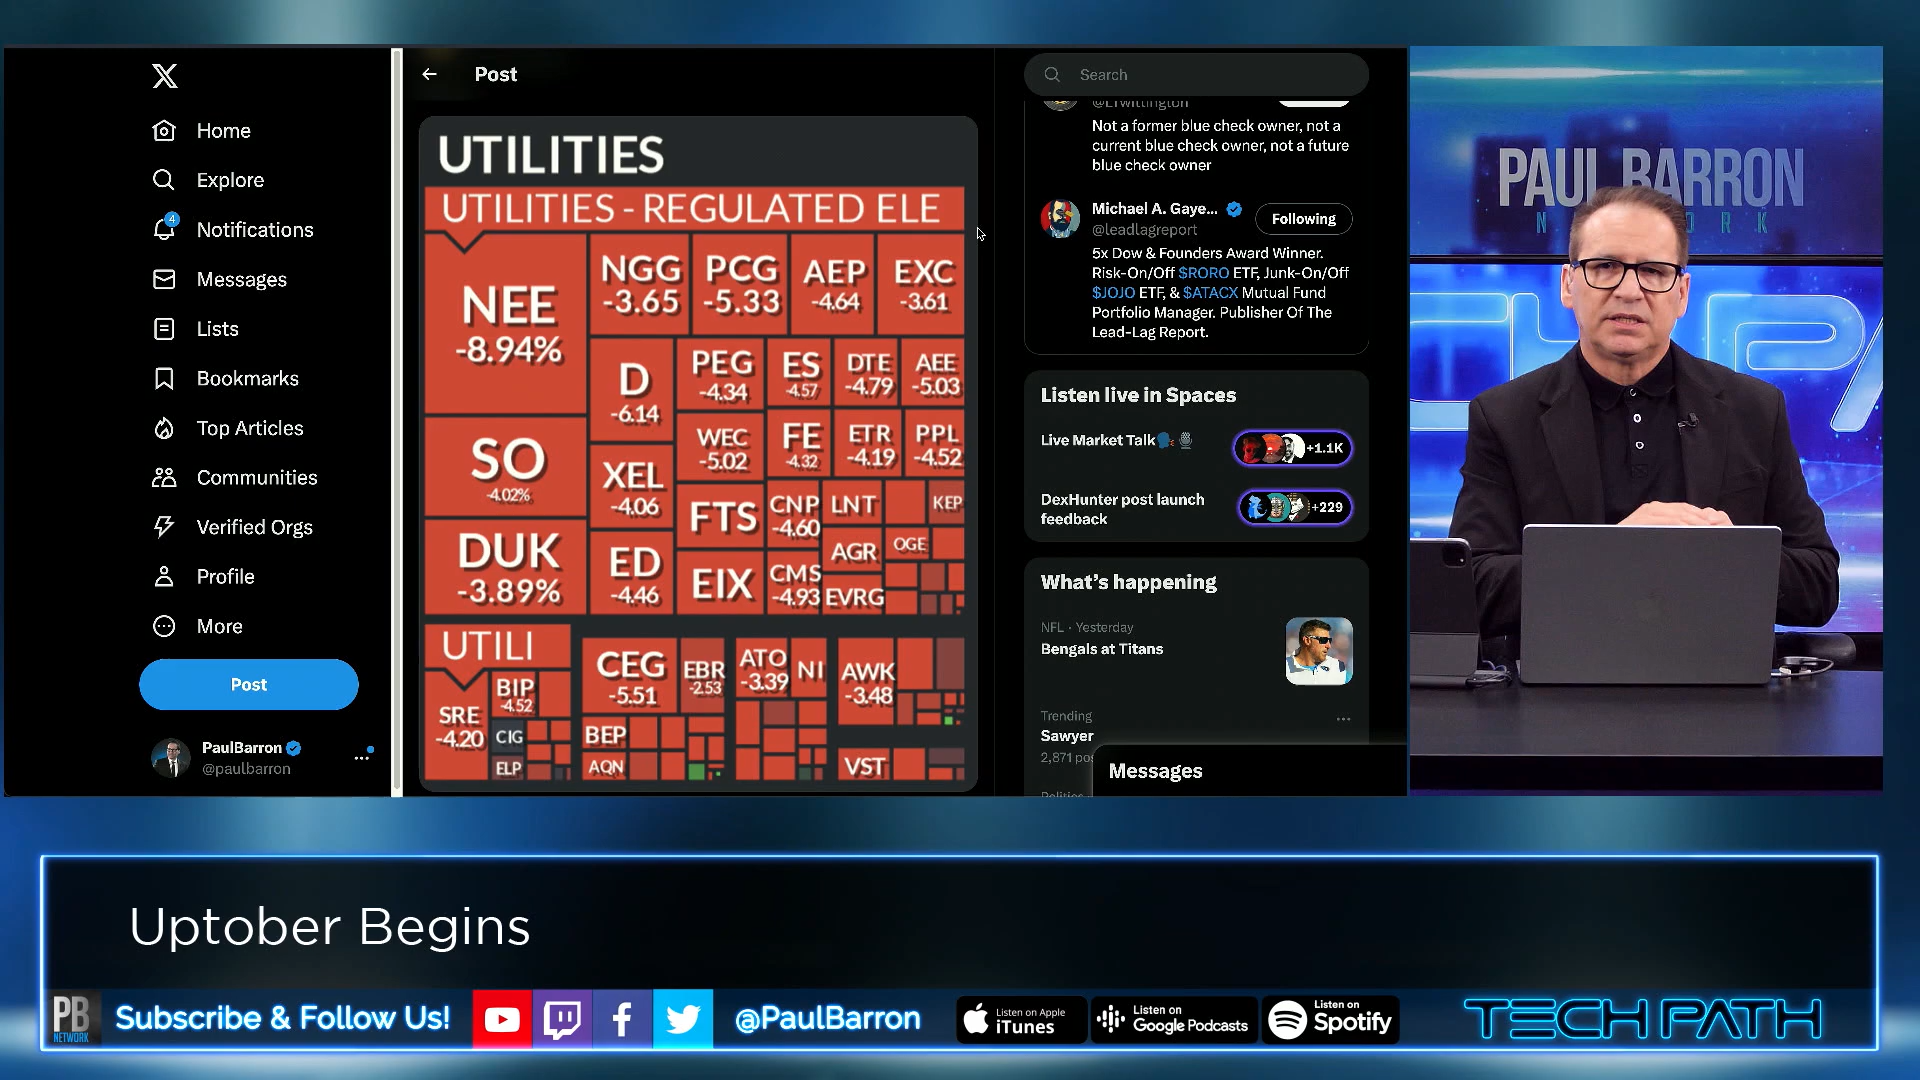 Home
Explore
4
Notifications
Messages
Lists
Bookmarks
Top Articles
Communities
Verified Orgs
Profile
More
Post
PaulBarron
@paulbarron
Post
UTILITIES
UTILITIES - REGULATED ELE
NEE
-8.94%
NGG
-3.65
PCG
-5.33
AEP
-4.64
EXC
-3.61
D
-6.14
PEG
-4.34
ES
-4.57
DTE
-4.79
AEE
-5.03
SO
-4.02%
WEC
-5.02
FE
-4.32
ETR
-4.19
PPL
-4.52
XEL
-4.06
FTS
CNP
-4.60
LNT
KEP
DUK
-3.89%
ED
-4.46
EIX
CMS
-4.93
AGR
OGE
EVRG
UTILI
SRE
-4.20
BIP
-4.52
CIG
ELP
CEG
-5.51
EBR
-2.53
BEP
AQN
ATO
-3.39
NI
AWK
-3.48
VST
Search
Not a former blue check owner, not a
current blue check owner, not a future
blue check owner
Michael A. Gaye...
@leadlagreport
Following
5x Dow & Founders Award Winner.
Risk-On/Off $RORO ETF, Junk-On/Off
$JOJO ETF, & $ATACX Mutual Fund
Portfolio Manager. Publisher Of The
Lead-Lag Report.
Listen live in Spaces
Live Market Talk
+1.1K
DexHunter post launch
feedback
+229
What's happening
NFL · Yesterday
Bengals at Titans
Trending
Sawyer
2,871 pos
Messages
PAUL BARRON
Uptober Begins
PB
NETWORK
Subscribe & Follow Us!
@PaulBarron
Listen on Apple
iTunes
Listen on
Google Podcasts
Listen on
Spotify
TECH PATH